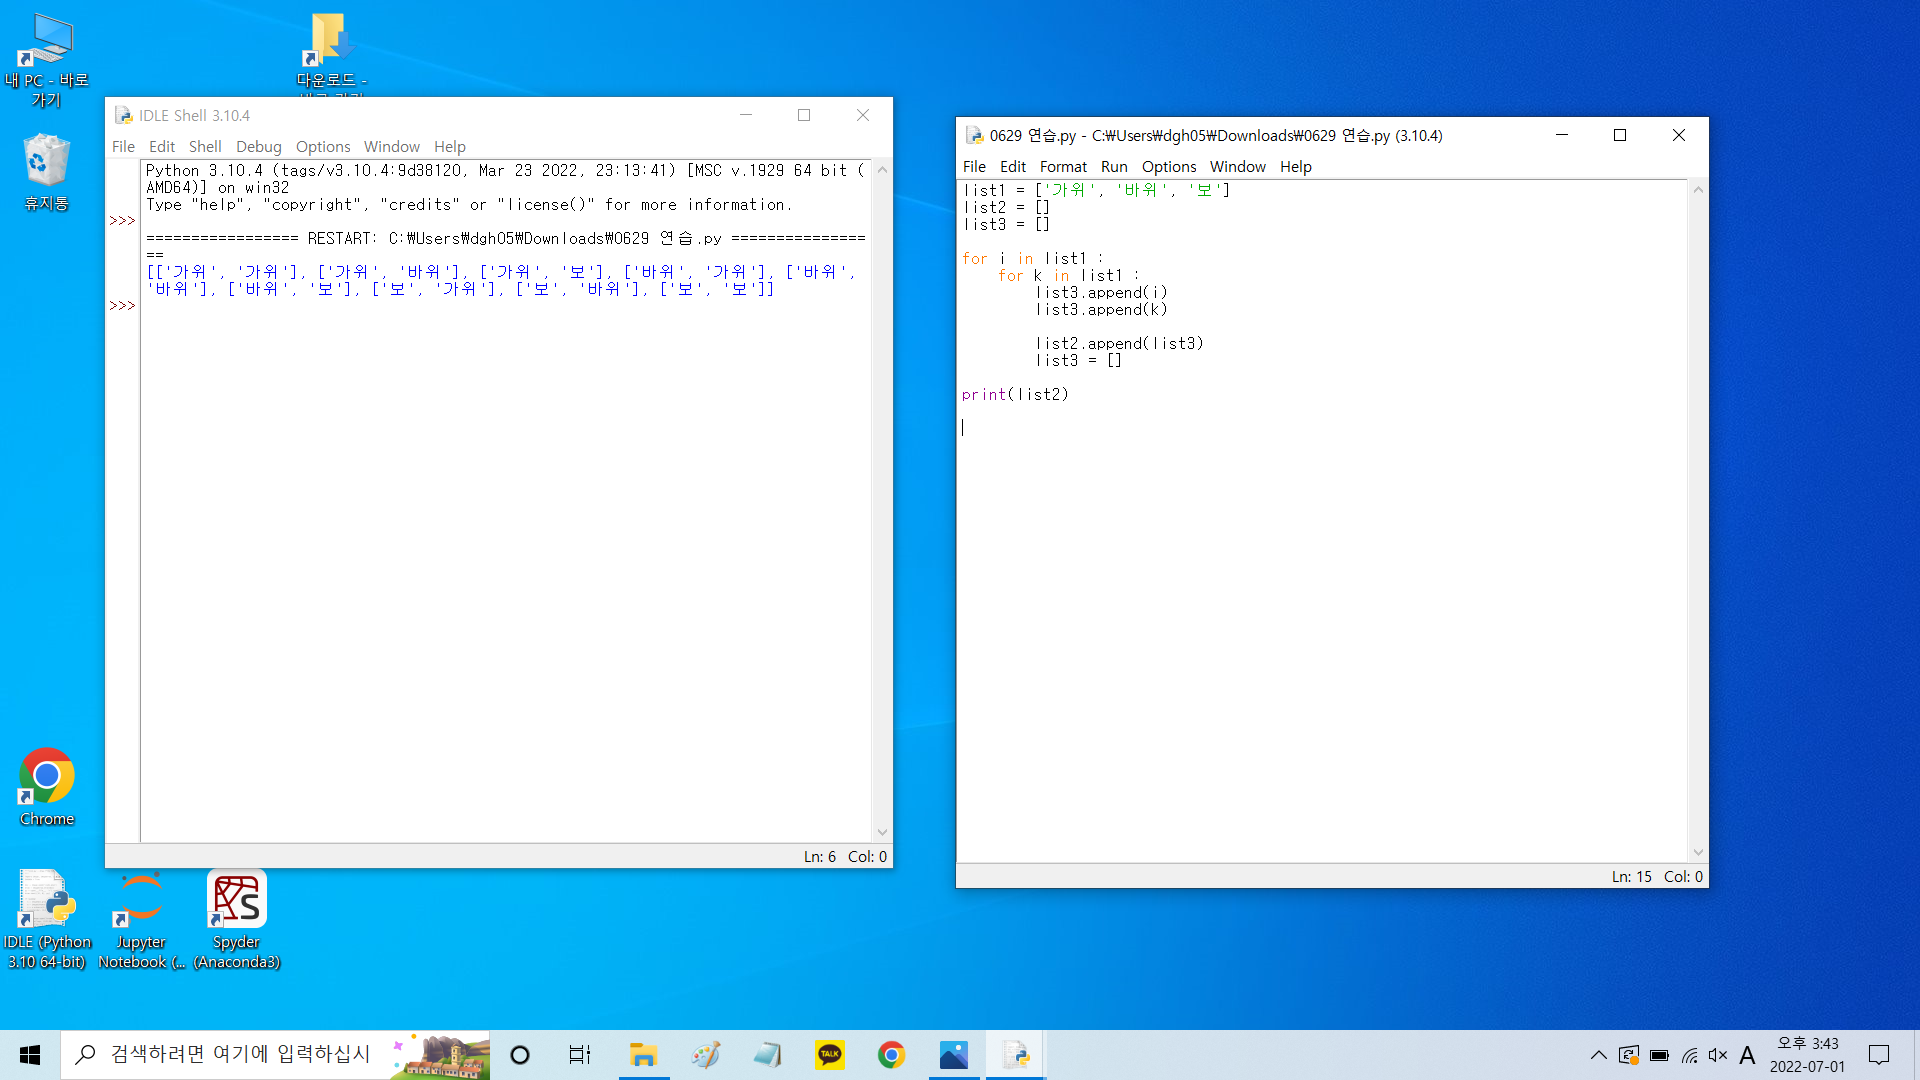 내 PC - 바로
가기
다운로드 -
휴지통
IDLE Shell 3.10.4
File Edit Shell Debug Options Window Help
Python 3.10.4 (tags/v3.10.4:9d38120, Mar 23 2022, 23:13:41) [MSC v.1929 64 bit (
AMD64)] on win32
Type "help", "copyright", "credits" or "license()" for more information.
>>>
================= RESTART: C:₩Users₩dgh05₩Downloads₩0629 연습.py ===============
==
[['가위', '가위'], ['가위', '바위'], ['가위', '보'], ['바위', '가위'], ['바위',
'바위'], ['바위', '보'], ['보', '가위'], ['보', '바위'], ['보', '보']]
>>>
Ln: 6 Col: 0
0629 연습.py - C:₩Users₩dgh05₩Downloads₩0629 연습.py (3.10.4)
File Edit Format Run Options Window Help
list1 = ['가위', '바위', '보']
list2 = []
list3 = []
for i in list1 :
    for k in list1 :
        list3.append(i)
        list3.append(k)
        list2.append(list3)
        list3 = []
print(list2)
Ln: 15 Col: 0
Chrome
IDLE (Python
3.10 64-bit)
Jupyter
Notebook (...
Spyder
(Anaconda3)
검색하려면 여기에 입력하십시
TALK
A
오후 3:43
2022-07-01